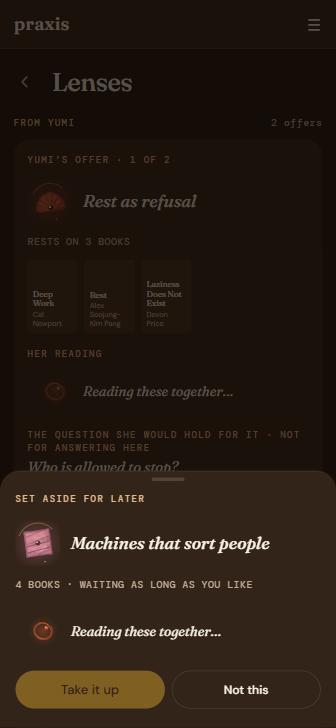 praxis
Lenses
FROM YUMI
2 offers
YUMI'S OFFER · 1 OF 2
Rest as refusal
RESTS ON 3 BOOKS
Deep
Work
Cal
Newport
Rest
Alex
Soojung-
Kim Pang
Laziness
Does Not
Exist
Devon
Price
HER READING
Reading these together...
THE QUESTION SHE WOULD HOLD FOR IT · NOT
FOR ANSWERING HERE
Who is allowed to stop?
SET ASIDE FOR LATER
Machines that sort people
4 BOOKS · WAITING AS LONG AS YOU LIKE
Reading these together...
Take it up
Not this